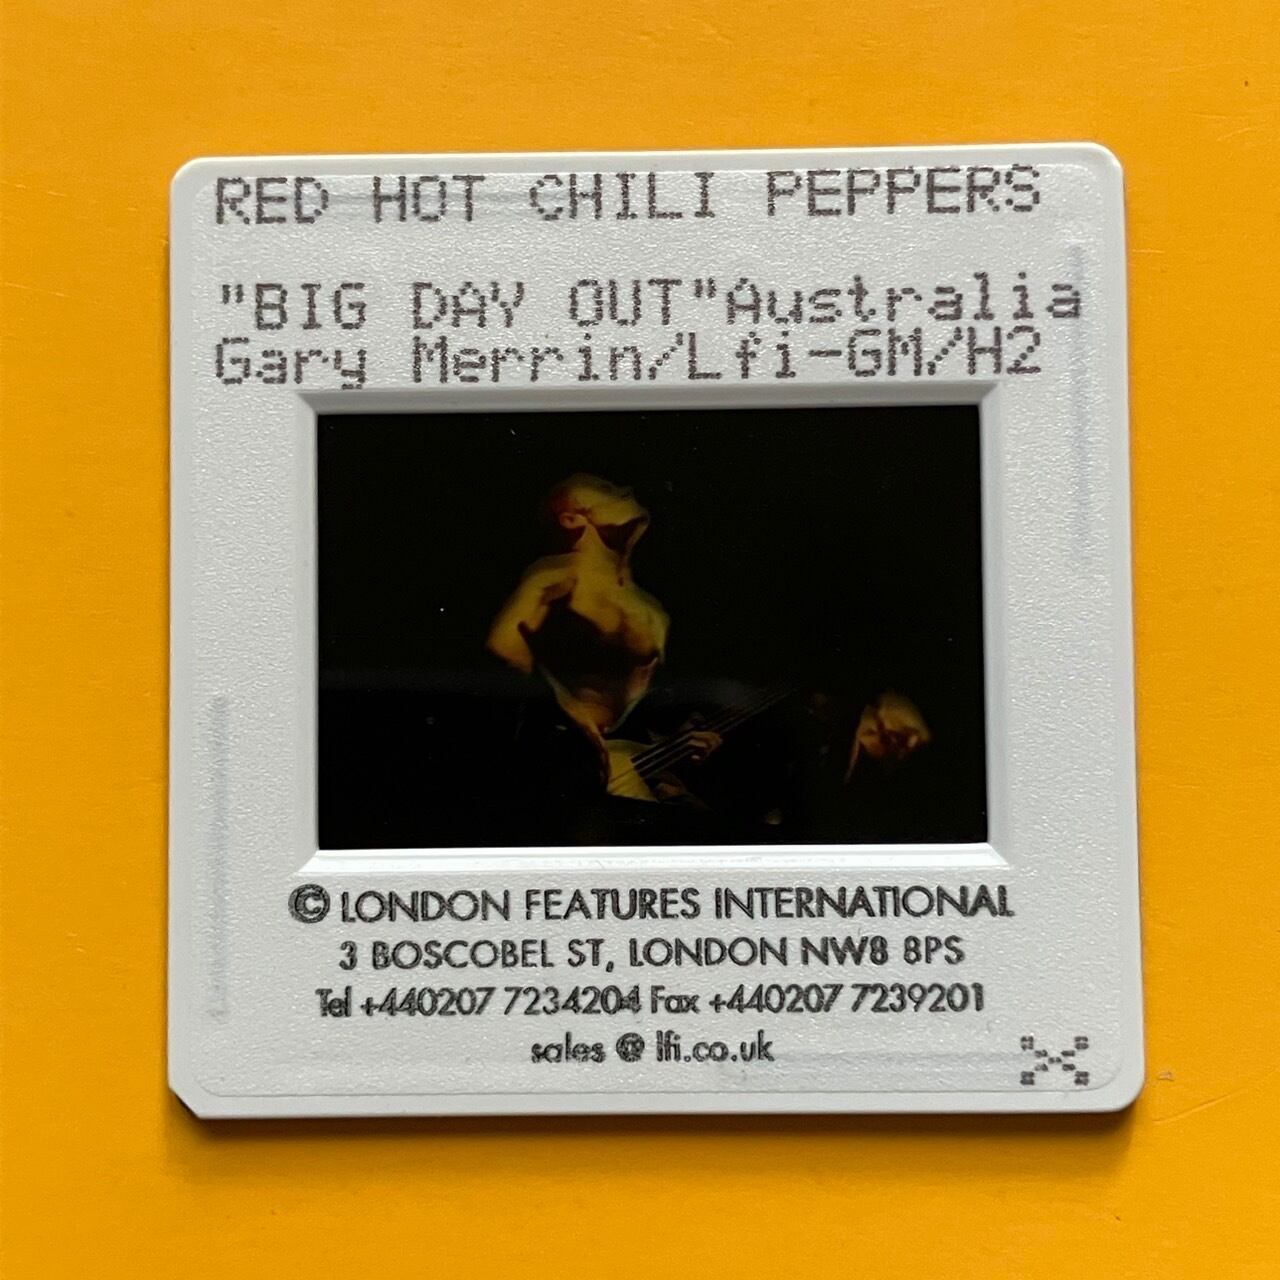 RED HOT CHILI PEPPERS
"BIG DAY OUT"Australia
Gary Merrin/Lfi-GM/H2
© LONDON FEATURES INTERNATIONAL
3 BOSCOBEL ST, LONDON NW8 8PS
Tel +440207 7234204 Fax +440207 7239201
sales @ lfi.co.uk
X